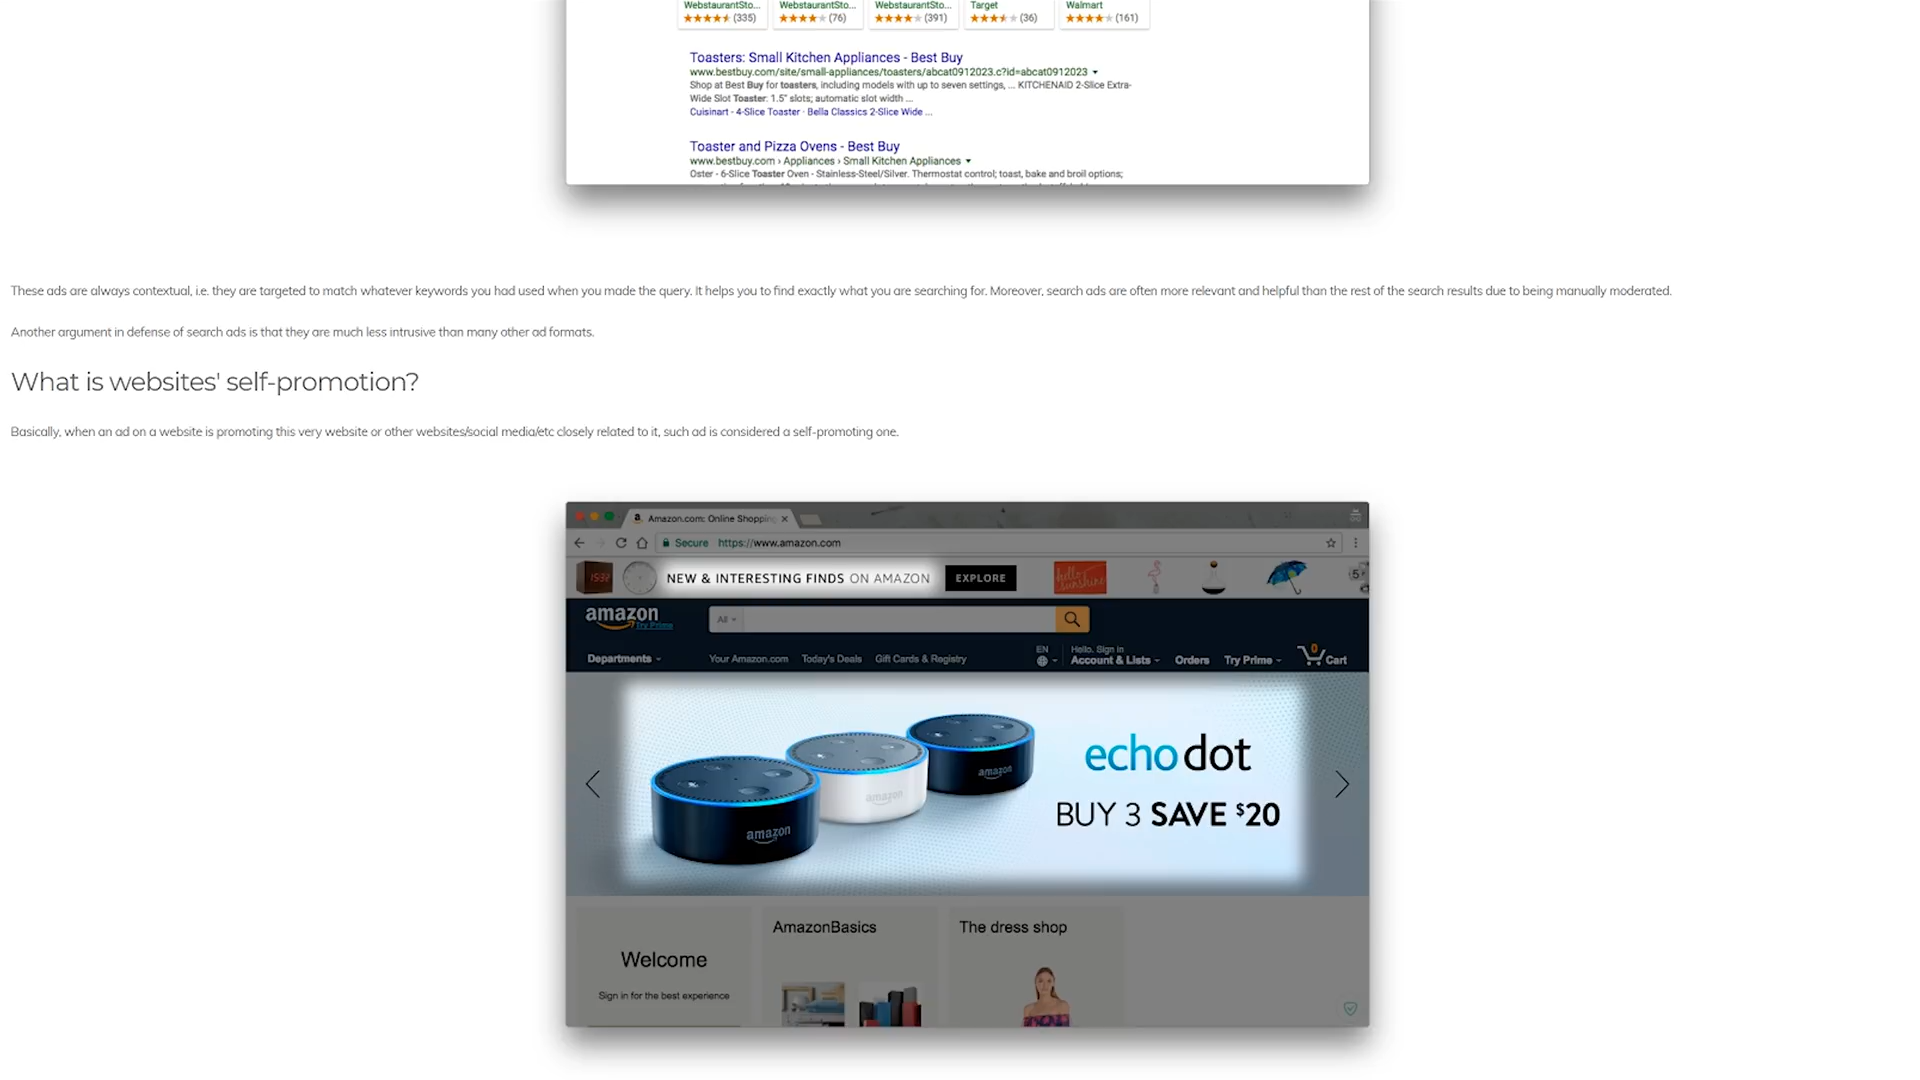 WebstaurantSto... WebstaurantSto... WebstaurantSto... Target Walmart
(335) (76) (391) (36) (161)
Toasters: Small Kitchen Appliances - Best Buy
www.bestbuy.com/site/small-appliances/toasters/abcat0912023.c?id=abcat0912023
Shop at Best Buy for toasters, including models with up to seven settings, ... KITCHENAID 2-Slice Extra-
Wide Slot Toaster: 1.5" slots; automatic slot width ...
Cuisinart - 4-Slice Toaster · Bella Classics 2-Slice Wide ...
Toaster and Pizza Ovens - Best Buy
www.bestbuy.com › Appliances › Small Kitchen Appliances
Oster - 6-Slice Toaster Oven - Stainless-Steel/Silver. Thermostat control; toast, bake and broil options;
These ads are always contextual, i.e. they are targeted to match whatever keywords you had used when you made the query. It helps you to find exactly what you are searching for. Moreover, search ads are often more relevant and helpful than the rest of the search results due to being manually moderated.
Another argument in defense of search ads is that they are much less intrusive than many other ad formats.
What is websites' self-promotion?
Basically, when an ad on a website is promoting this very website or other websites/social media/etc closely related to it, such ad is considered a self-promoting one.
Amazon.com: Online Shopping
Secure https://www.amazon.com
15:32 NEW & INTERESTING FINDS ON AMAZON EXPLORE hello sunshine
amazon
Try Prime
All
Departments Your Amazon.com Today's Deals Gift Cards & Registry
EN Hello. Sign in
Account & Lists Orders Try Prime 0 Cart
echo dot
BUY 3 SAVE $20
amazon amazon amazon
AmazonBasics The dress shop
Welcome
Sign in for the best experience